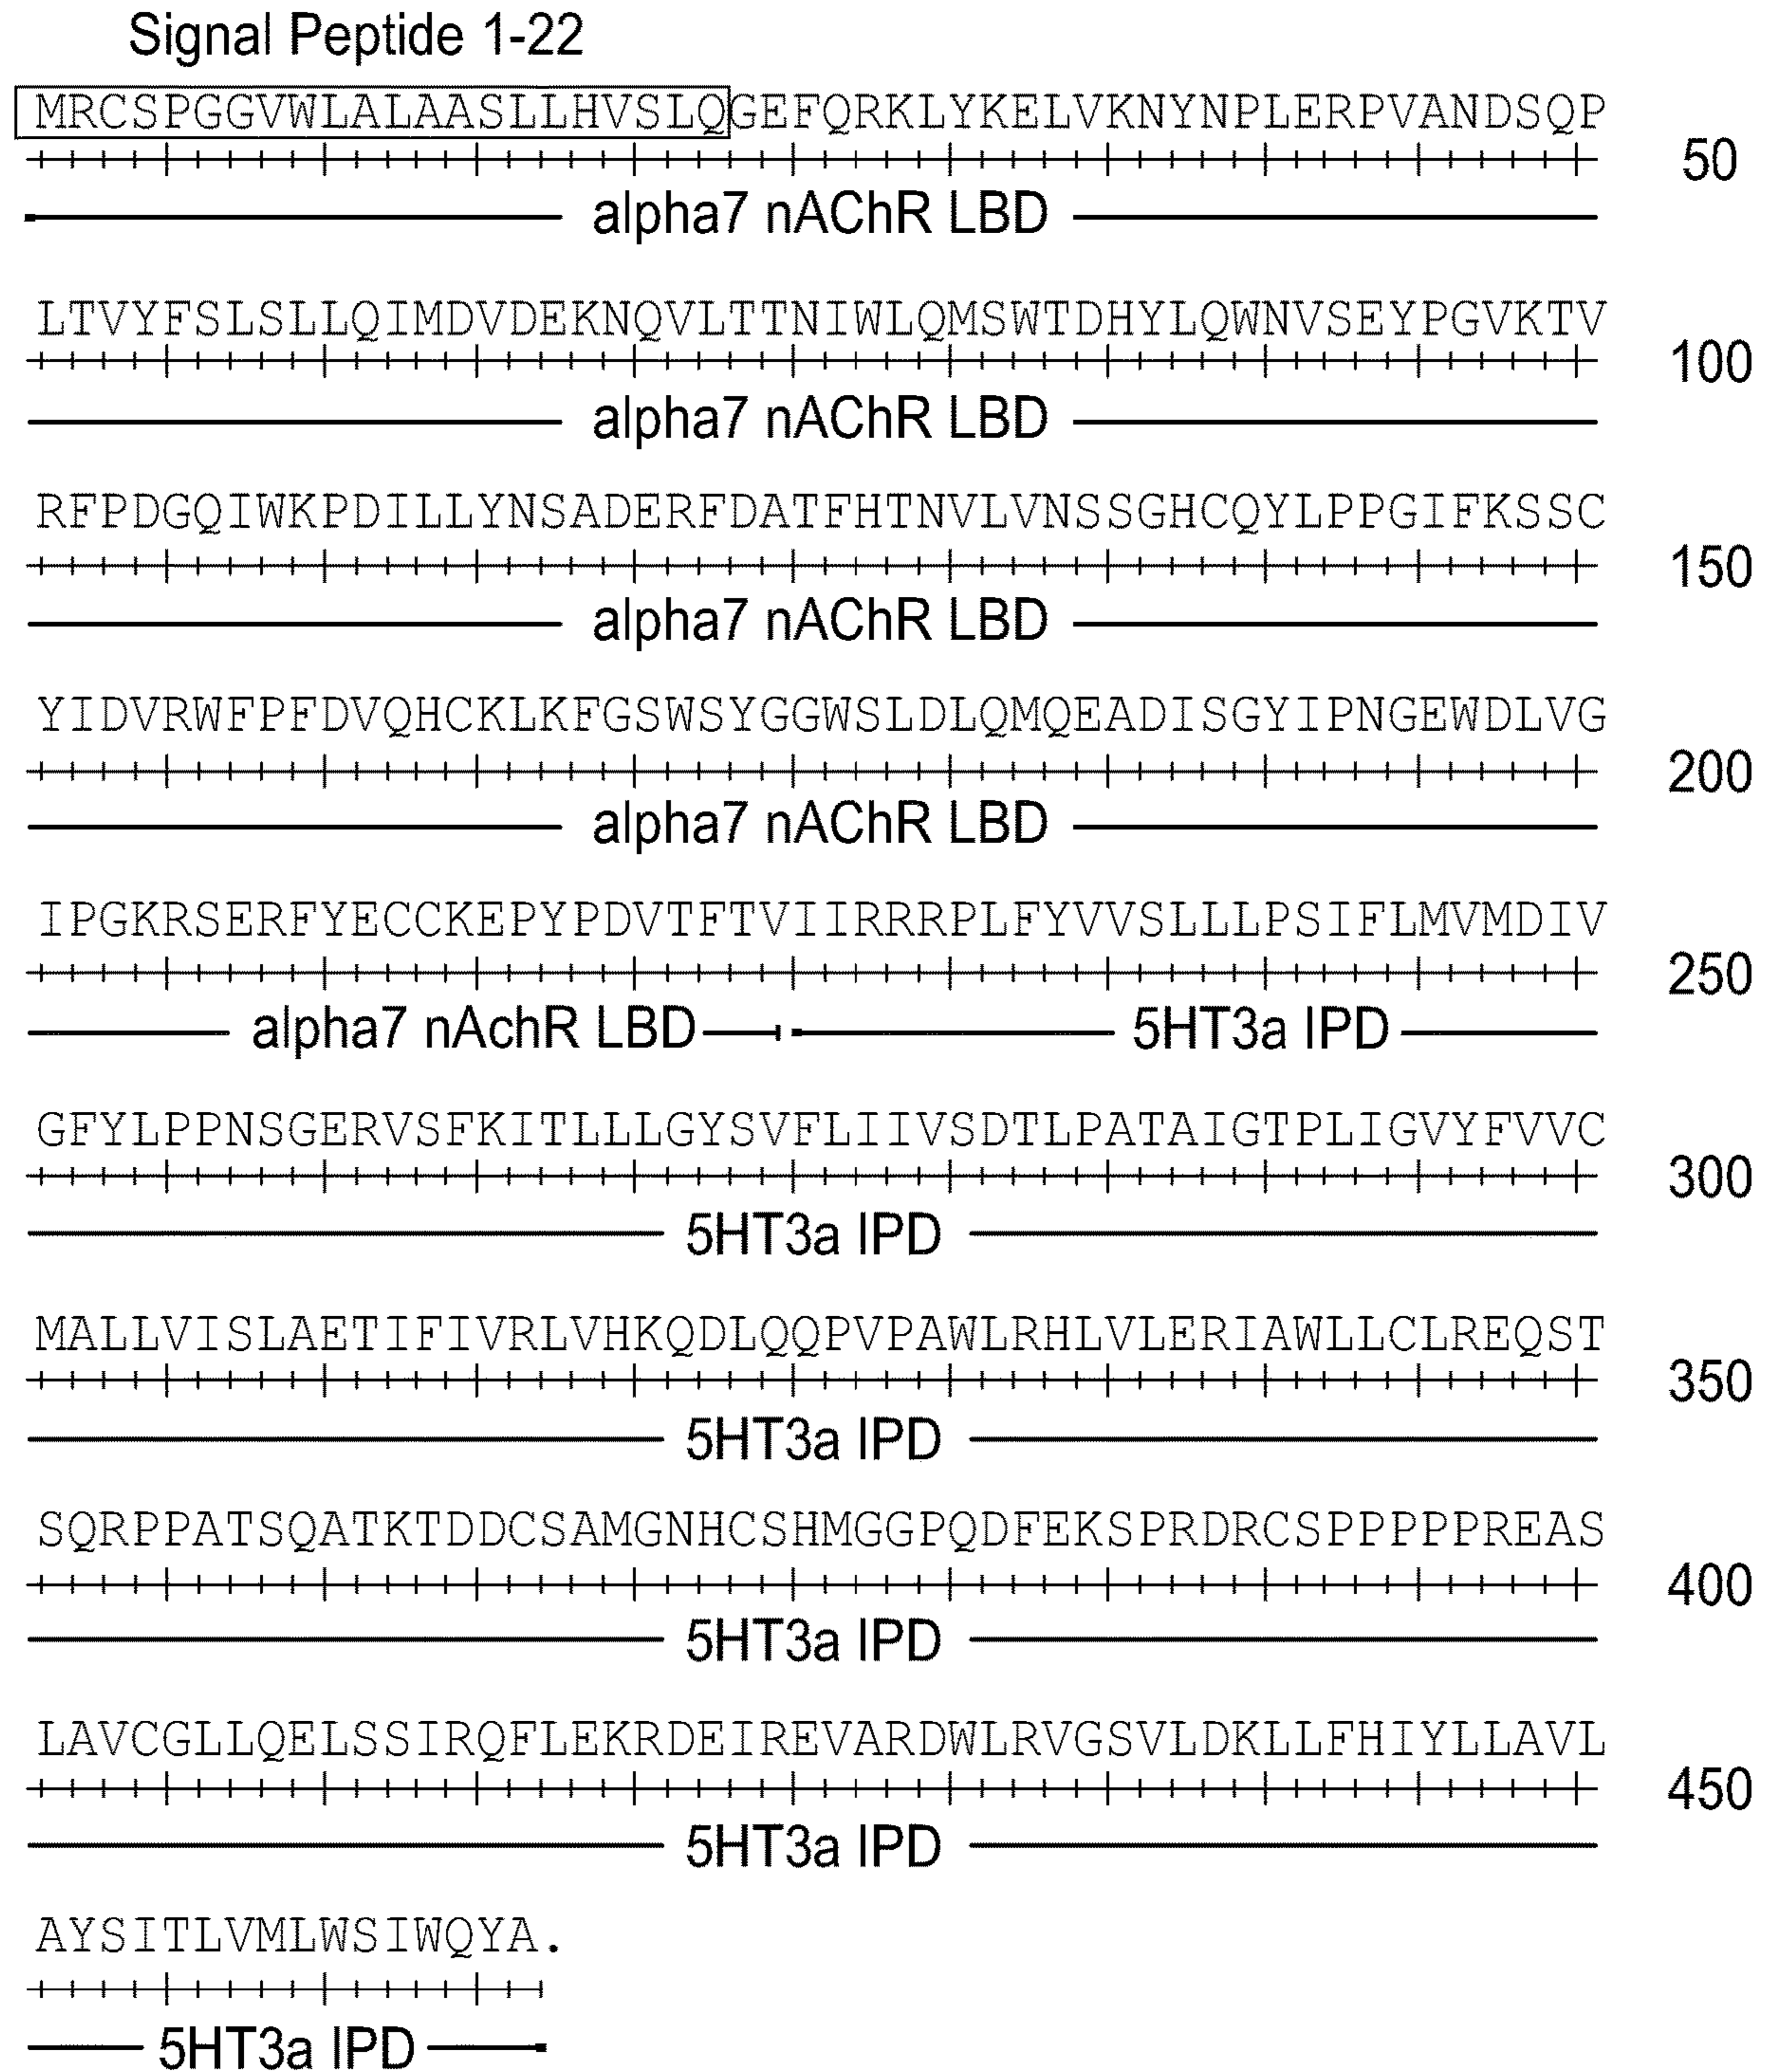 Signal Peptide 1-22
MRCSPGGVWLALAASLLHVSLQGEFQRKLYKELVKNYNPLERPVANDSQP
50
alpha7 nAChR LBD
LTVYFSLSLLQIMDVDEKNQVLTTNIWLQMSWTDHYLQWNVSEYPGVKTV
100
alpha7 nAChR LBD
RFPDGQIWKPDILLYNSADERFDATFHTNVLVNSSGHCQYLPPGIFKSSC
150
alpha7 nAChR LBD
YIDVRWFPFDVQHCKLKFGSWSYGGWSLDLQMQEADISGYIPNGEWDLVG
200
alpha7 nAChR LBD
IPGKRSERFYECCKEPYPDVTFTVIIRRRPLFYVVSLLLPSIFLMVMDIV
250
alpha7 nAchR LBD 5HT3a IPD
GFYLPPNSGERVSFKITLLLGYSVFLIIVSDTLPATAIGTPLIGVYFVVC
300
5HT3a IPD
MALLVISLAETIFIVRLVHKQDLQQPVPAWLRHLVLERIAWLLCLREQST
350
5HT3a IPD
SQRPPATSQATKTDDCSAMGNHCSHMGGPQDFEKSPRDRCSPPPPPREAS
400
5HT3a IPD
LAVCGLLQELSSIRQFLEKRDEIREVARDWLRVGSVLDKLLFHIYLLAVL
450
5HT3a IPD
AYSITLVMLWSIWQYA.
5HT3a IPD